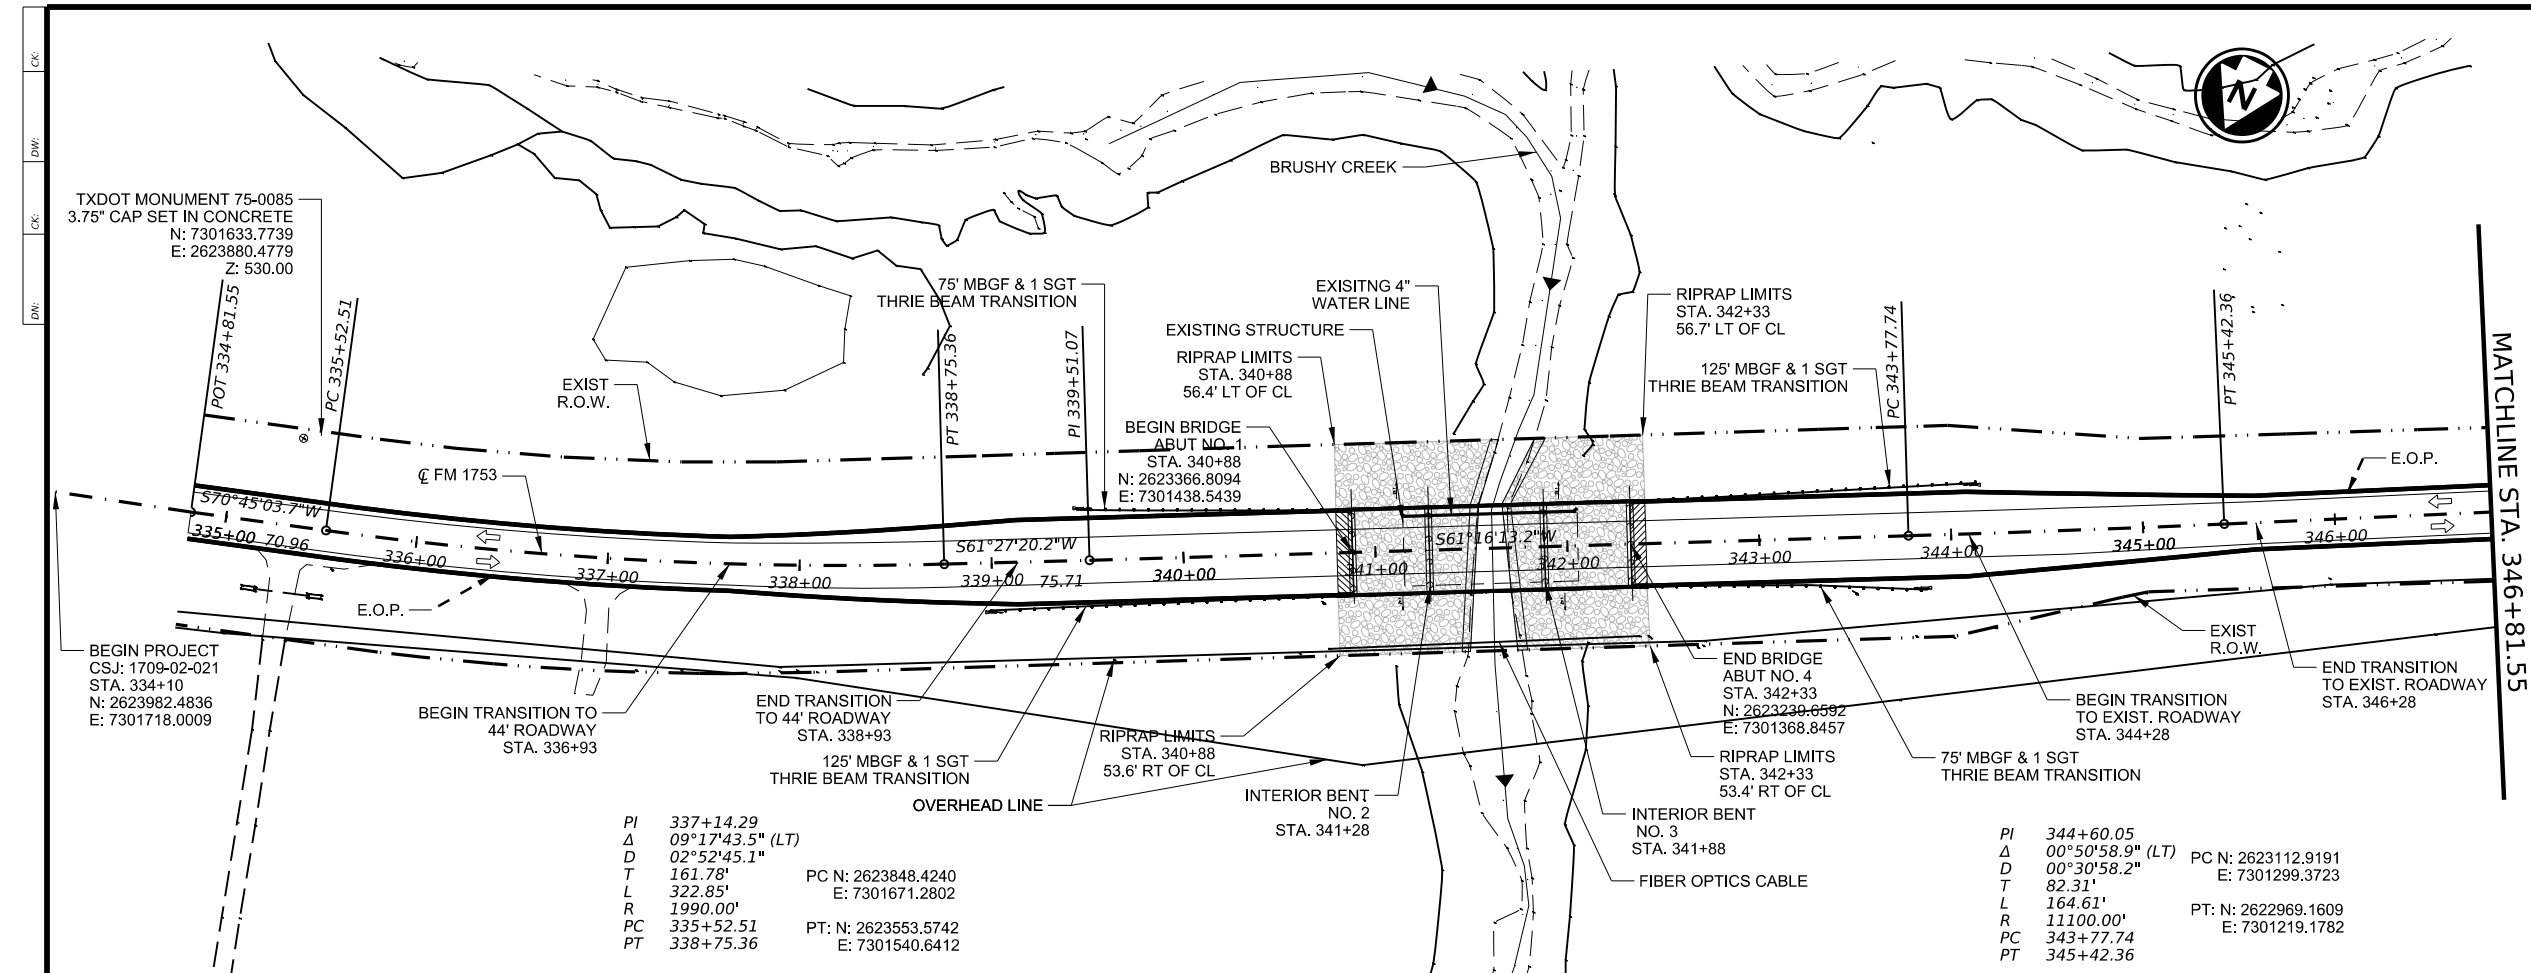 CK:
DW:
CK:
DN:
N
BRUSHY CREEK
TXDOT MONUMENT 75-0085
3.75" CAP SET IN CONCRETE
N: 7301633.7739
E: 2623880.4779
Z: 530.00
POT 334+81.55
PC 335+52.51
EXIST
R.O.W.
℄ FM 1753
75' MBGF & 1 SGT
THRIE BEAM TRANSITION
PT 338+75.36
PI 339+51.07
EXISITNG 4"
WATER LINE
EXISTING STRUCTURE
RIPRAP LIMITS
STA. 340+88
56.4' LT OF CL
BEGIN BRIDGE
ABUT NO. 1
STA. 340+88
N: 2623366.8094
E: 7301438.5439
RIPRAP LIMITS
STA. 342+33
56.7' LT OF CL
125' MBGF & 1 SGT
THRIE BEAM TRANSITION
PC 343+77.74
PT 345+42.36
E.O.P.
MATCHLINE STA. 346+81.55
S70°45'03.7"W
335+00
70.96
336+00
337+00
338+00
S61°27'20.2"W
339+00
75.71
340+00
341+00
S61°16'13.2"W
342+00
343+00
344+00
345+00
346+00
E.O.P.
BEGIN PROJECT
CSJ: 1709-02-021
STA. 334+10
N: 2623982.4836
E: 7301718.0009
BEGIN TRANSITION TO
44' ROADWAY
STA. 336+93
END TRANSITION
TO 44' ROADWAY
STA. 338+93
125' MBGF & 1 SGT
THRIE BEAM TRANSITION
OVERHEAD LINE
RIPRAP LIMITS
STA. 340+88
53.6' RT OF CL
INTERIOR BENT
NO. 2
STA. 341+28
INTERIOR BENT
NO. 3
STA. 341+88
FIBER OPTICS CABLE
END BRIDGE
ABUT NO. 4
STA. 342+33
N: 2623239.6592
E: 7301368.8457
RIPRAP LIMITS
STA. 342+33
53.4' RT OF CL
75' MBGF & 1 SGT
THRIE BEAM TRANSITION
BEGIN TRANSITION
TO EXIST. ROADWAY
STA. 344+28
EXIST
R.O.W.
END TRANSITION
TO EXIST. ROADWAY
STA. 346+28
PI 337+14.29
Δ 09°17'43.5" (LT)
D 02°52'45.1"
T 161.78'
L 322.85'
R 1990.00'
PC 335+52.51
PT 338+75.36
PC N: 2623848.4240
E: 7301671.2802
PT: N: 2623553.5742
E: 7301540.6412
PI 344+60.05
Δ 00°50'58.9" (LT)
D 00°30'58.2"
T 82.31'
L 164.61'
R 11100.00'
PC 343+77.74
PT 345+42.36
PC N: 2623112.9191
E: 7301299.3723
PT: N: 2622969.1609
E: 7301219.1782